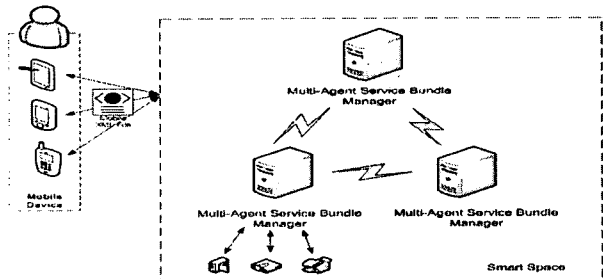 Multi-Agent Service Bundle
Manager
Mobile
Device
Multi-Agent Service Bundle
Manager
Multi-Agent Service Bundle
Manager
Smart Space